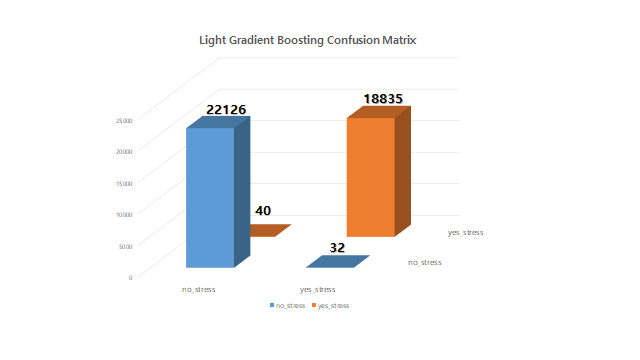 Light Gradient Boosting Confusion Matrix
22126
18835
40
32
25000
20000
15000
10000
5000
0
yes_stress
no_stress
no_stress
yes_stress
no_stress
yes_stress